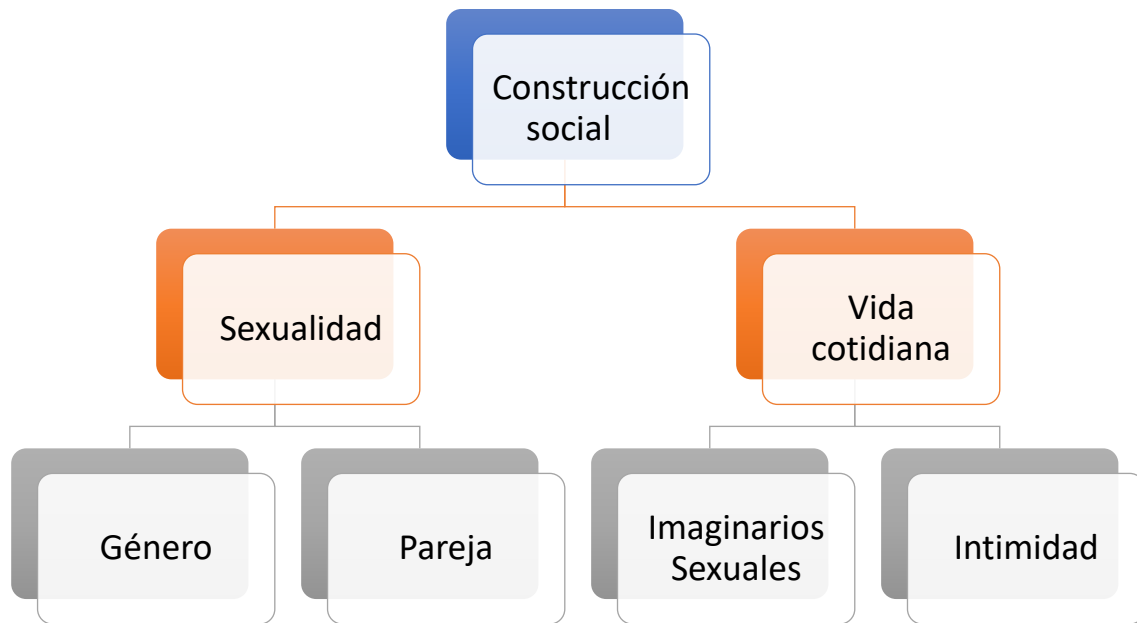 Construcción
social
Sexualidad
Vida
cotidiana
Género
Pareja
Imaginarios
Sexuales
Intimidad